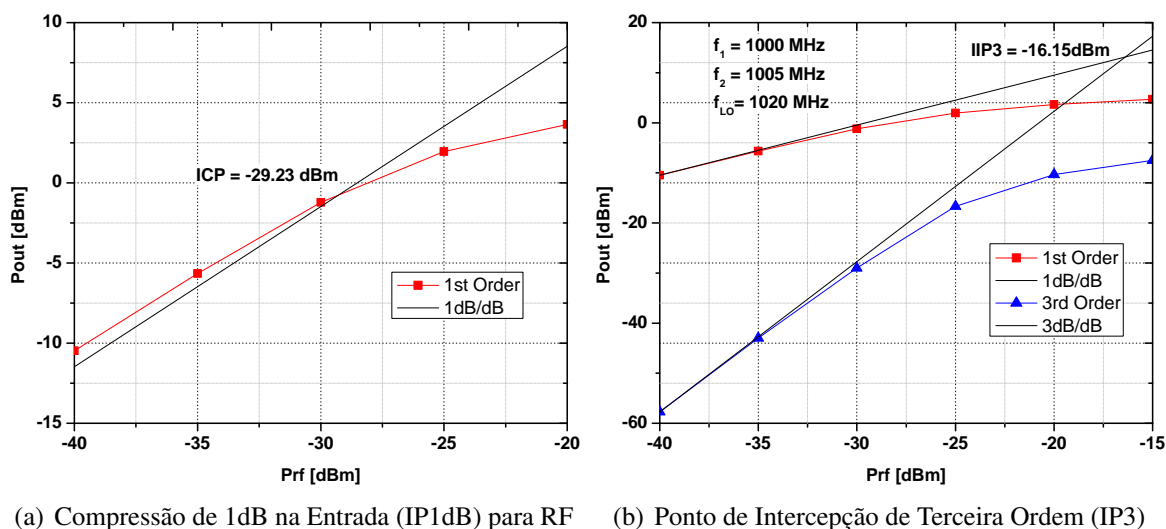 10
5
0
-5
-10
-15
-40
-35
-30
-25
-20
Pout [dBm]
Prf [dBm]
ICP = -29.23 dBm
1st Order
1dB/dB
(a) Compressão de 1dB na Entrada (IP1dB) para RF
20
0
-20
-40
-60
-40
-35
-30
-25
-20
-15
Pout [dBm]
Prf [dBm]
f1 = 1000 MHz
f2 = 1005 MHz
fLO= 1020 MHz
IIP3 = -16.15dBm
1st Order
1dB/dB
3rd Order
3dB/dB
(b) Ponto de Intercepção de Terceira Ordem (IP3)